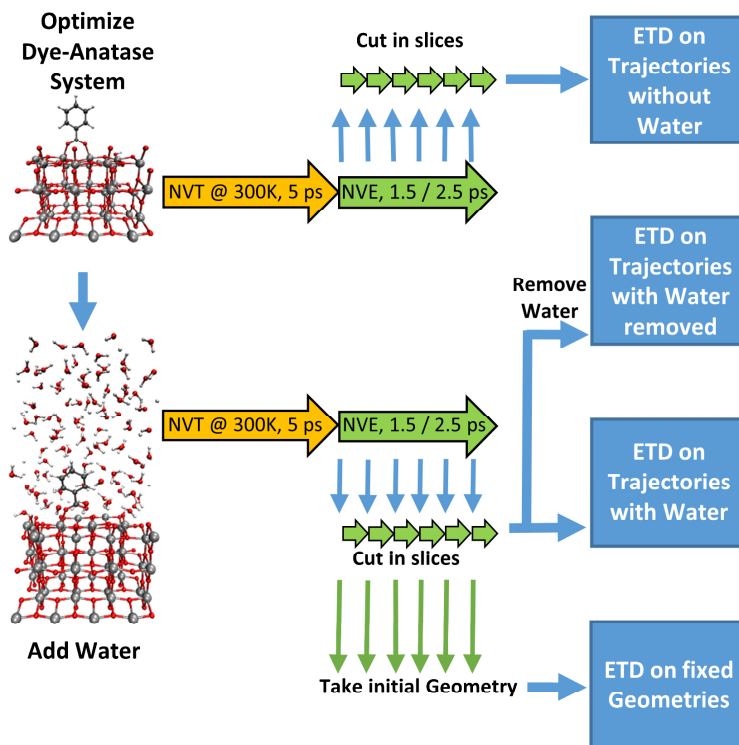 Optimize
Dye-Anatase
System
Cut in slices
ETD on
Trajectories
without
Water
NVT @ 300K, 5 ps
NVE, 1.5 / 2.5 ps
Remove
Water
ETD on
Trajectories
with Water
removed
NVT @ 300K, 5 ps
NVE, 1.5 / 2.5 ps
ETD on
Trajectories
with Water
Cut in slices
Add Water
Take initial Geometry
ETD on fixed
Geometries